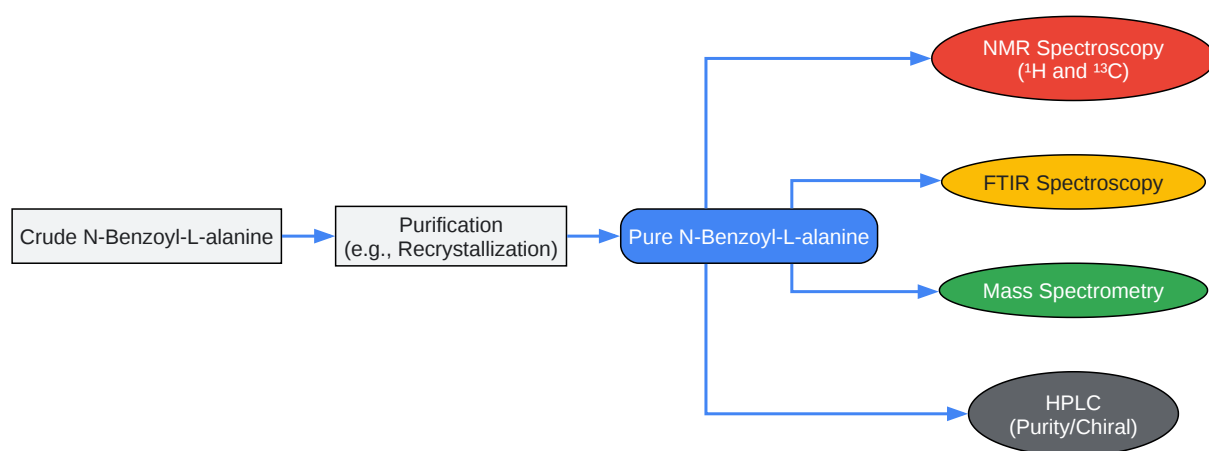 Crude N-Benzoyl-L-alanine
Purification
(e.g., Recrystallization)
Pure N-Benzoyl-L-alanine
NMR Spectroscopy
(¹H and ¹³C)
FTIR Spectroscopy
Mass Spectrometry
HPLC
(Purity/Chiral)